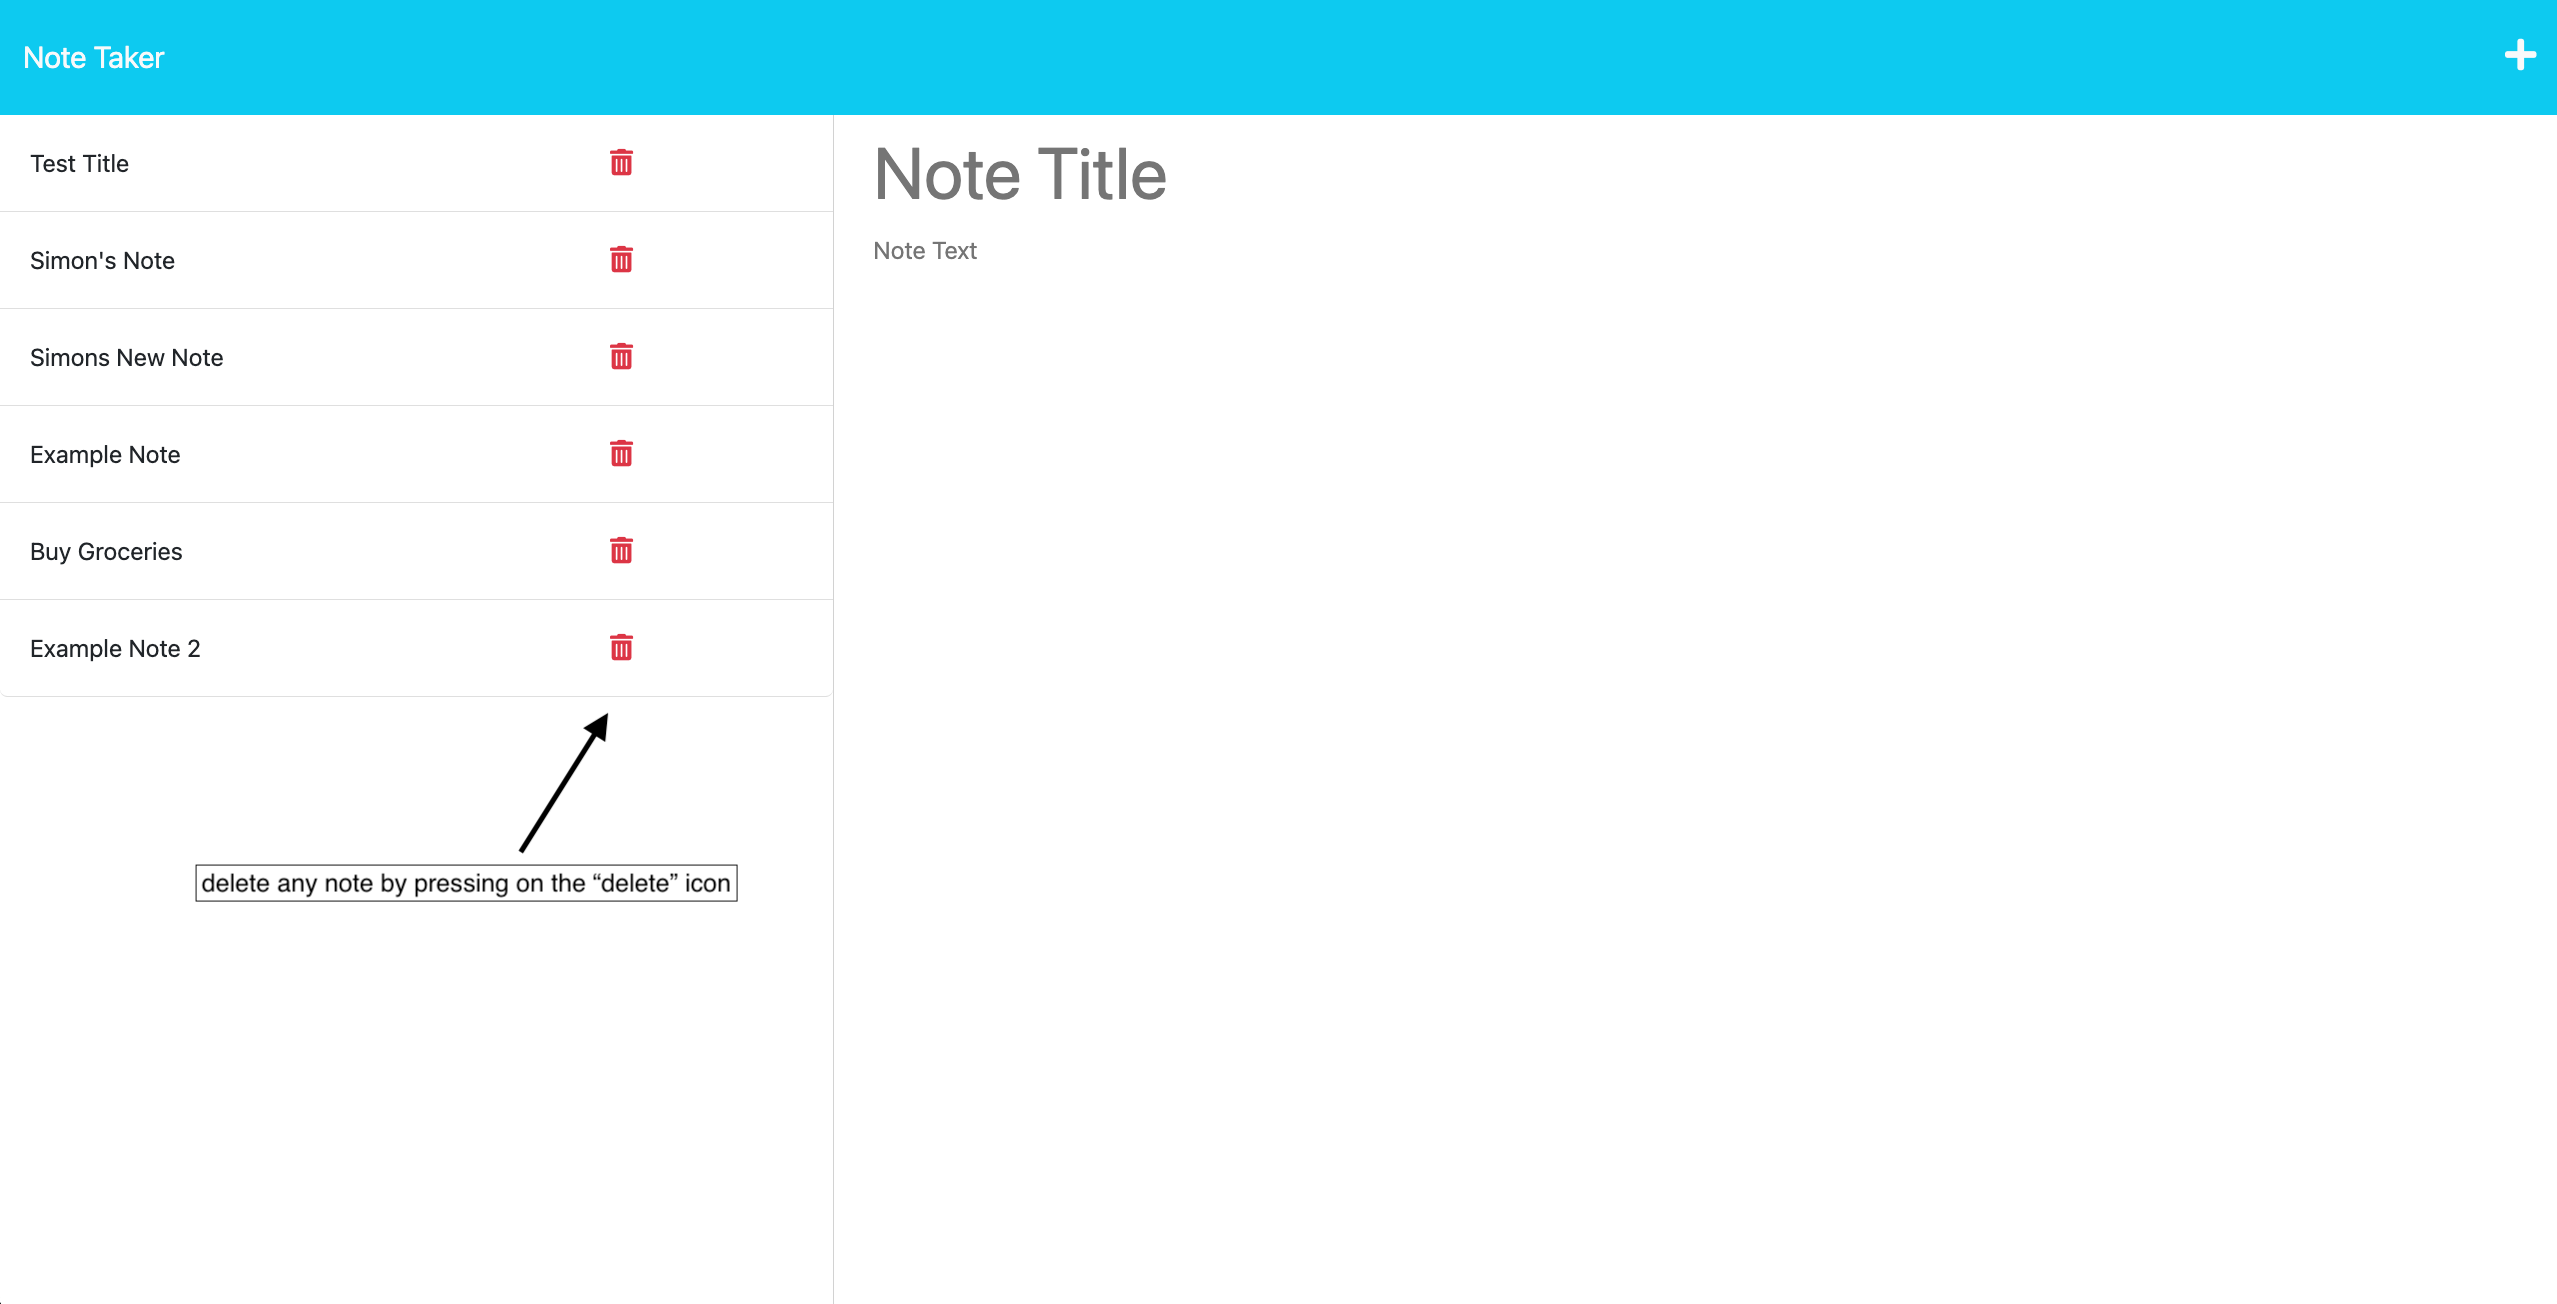 Note Taker
Test Title
Simon's Note
Simons New Note
Example Note
Buy Groceries
Example Note 2
delete any note by pressing on the “delete” icon
Note Title
Note Text